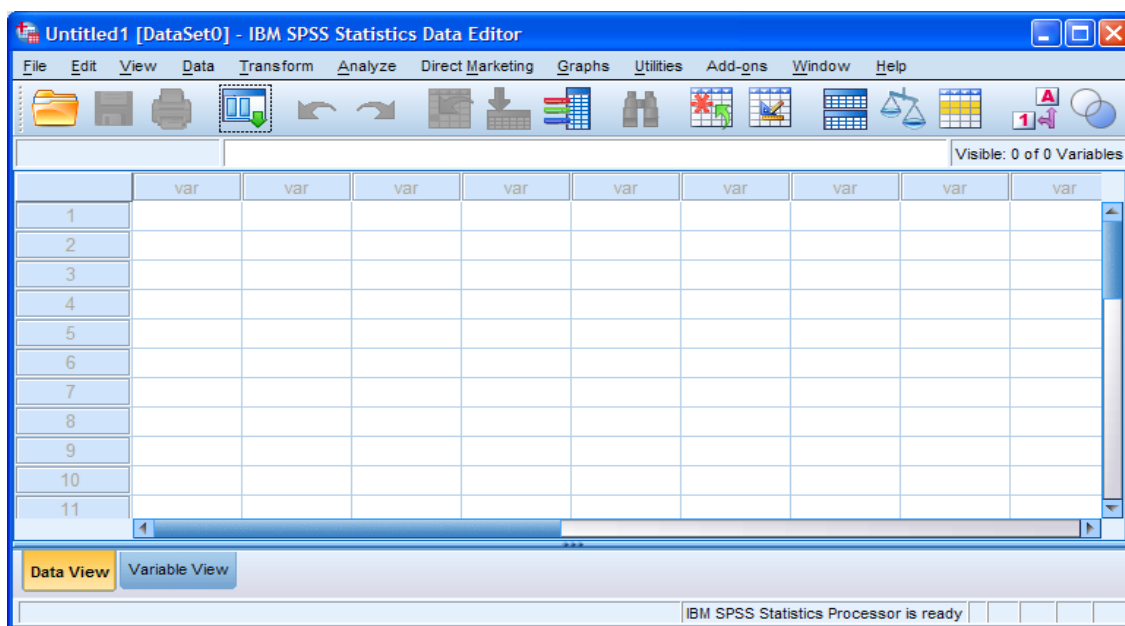 Untitled1 [DataSet0] - IBM SPSS Statistics Data Editor
File Edit View Data Transform Analyze Direct Marketing Graphs Utilities Add-ons Window Help
A
1
Visible: 0 of 0 Variables
var var var var var var var var var
1
2
3
4
5
6
7
8
9
10
11
Data View Variable View
IBM SPSS Statistics Processor is ready